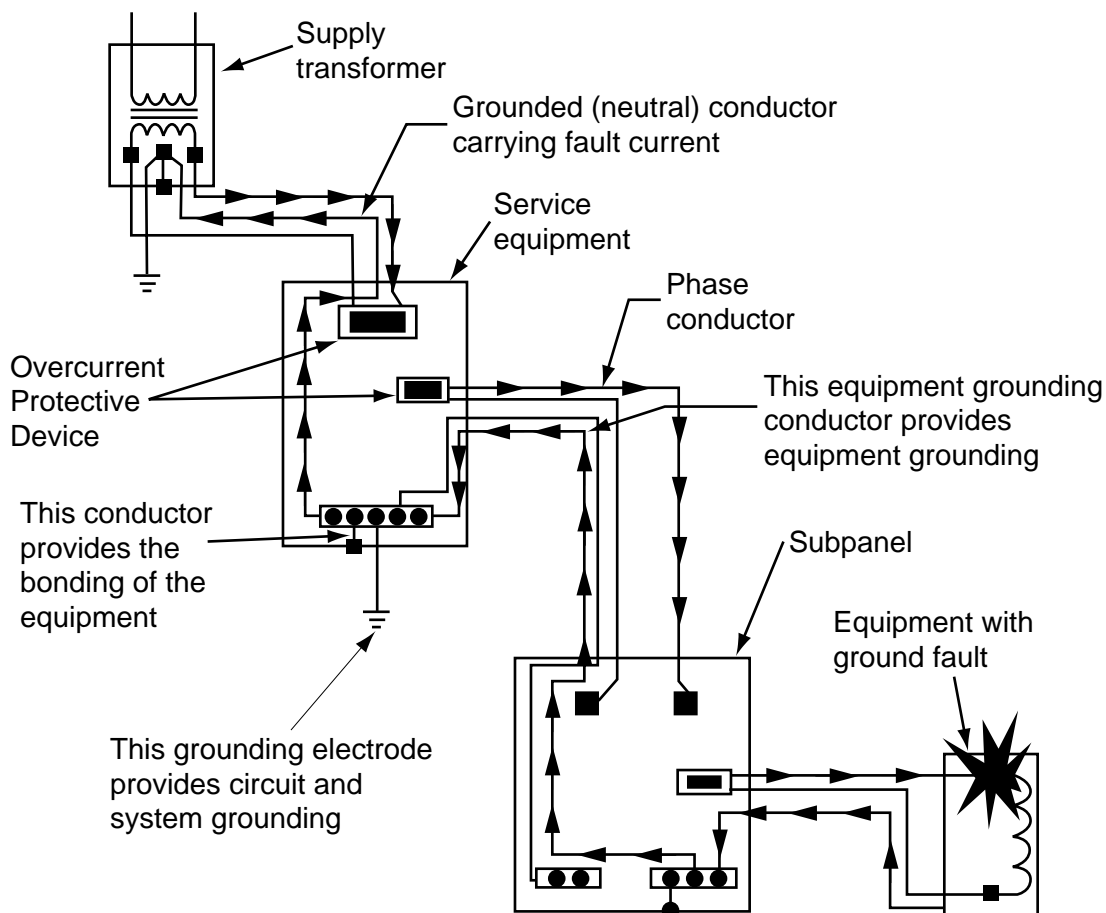 Supply
transformer
Grounded (neutral) conductor
carrying fault current
Service
equipment
Phase
conductor
Overcurrent
Protective
Device
This equipment grounding
conductor provides
equipment grounding
This conductor
provides the
bonding of the
equipment
Subpanel
Equipment with
ground fault
This grounding electrode
provides circuit and
system grounding